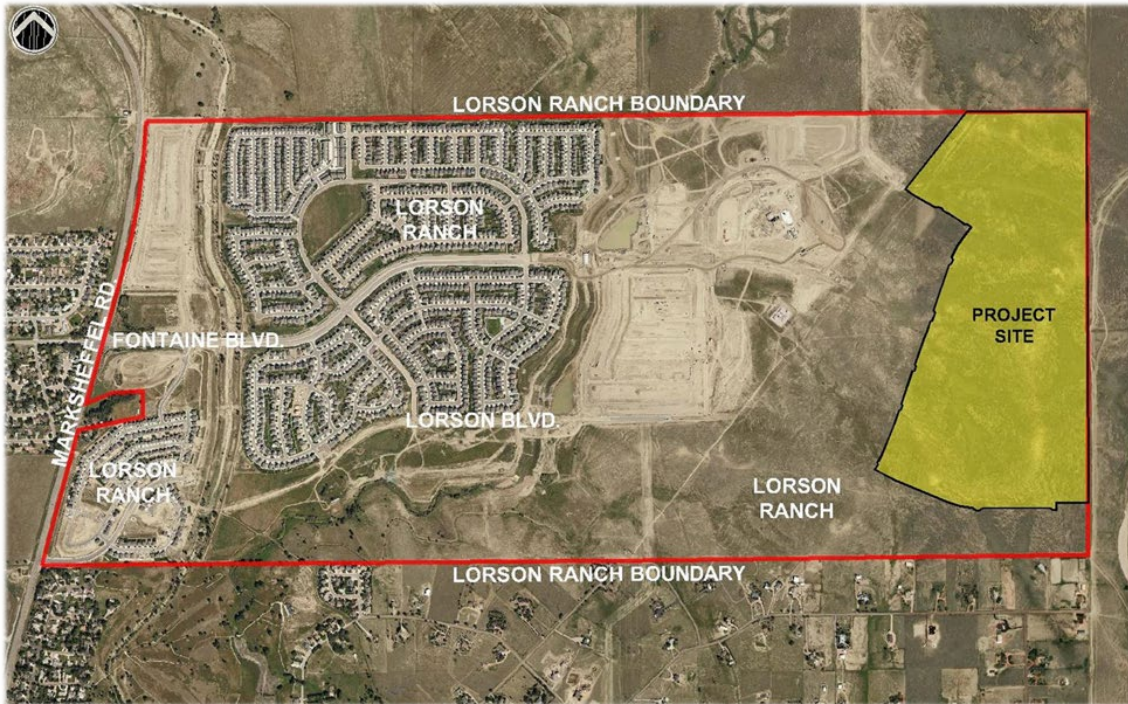 LORSON RANCH BOUNDARY
LORSON
RANCH
PROJECT
SITE
MARKSHEFFEL RD.
FONTAINE BLVD.
LORSON BLVD.
LORSON
RANCH
LORSON
RANCH
LORSON RANCH BOUNDARY